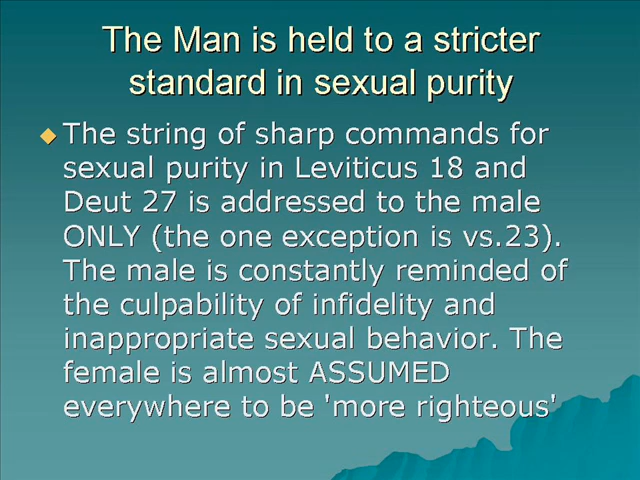 The Man is held to a stricter
standard in sexual purity
The string of sharp commands for
sexual purity in Leviticus 18 and
Deut 27 is addressed to the male
ONLY (the one exception is vs.23).
The male is constantly reminded of
the culpability of infidelity and
inappropriate sexual behavior. The
female is almost ASSUMED
everywhere to be 'more righteous'